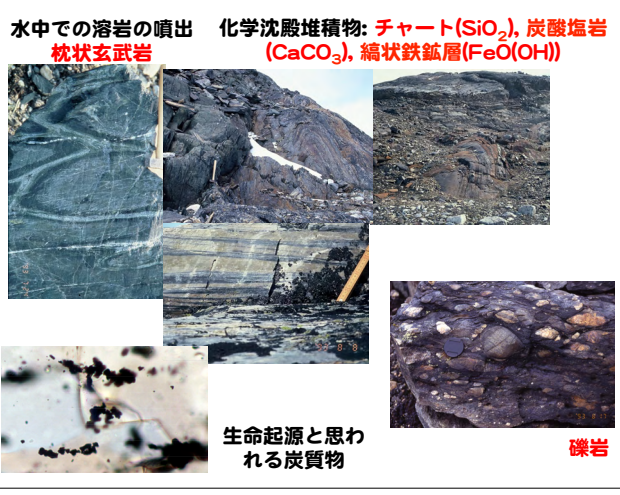 水中での溶岩の噴出
枕状玄武岩
化学沈殿堆積物: チャート(SiO2), 炭酸塩岩
(CaCO3), 縞状鉄鉱層(FeO(OH))
生命起源と思わ
れる炭質物
礫岩